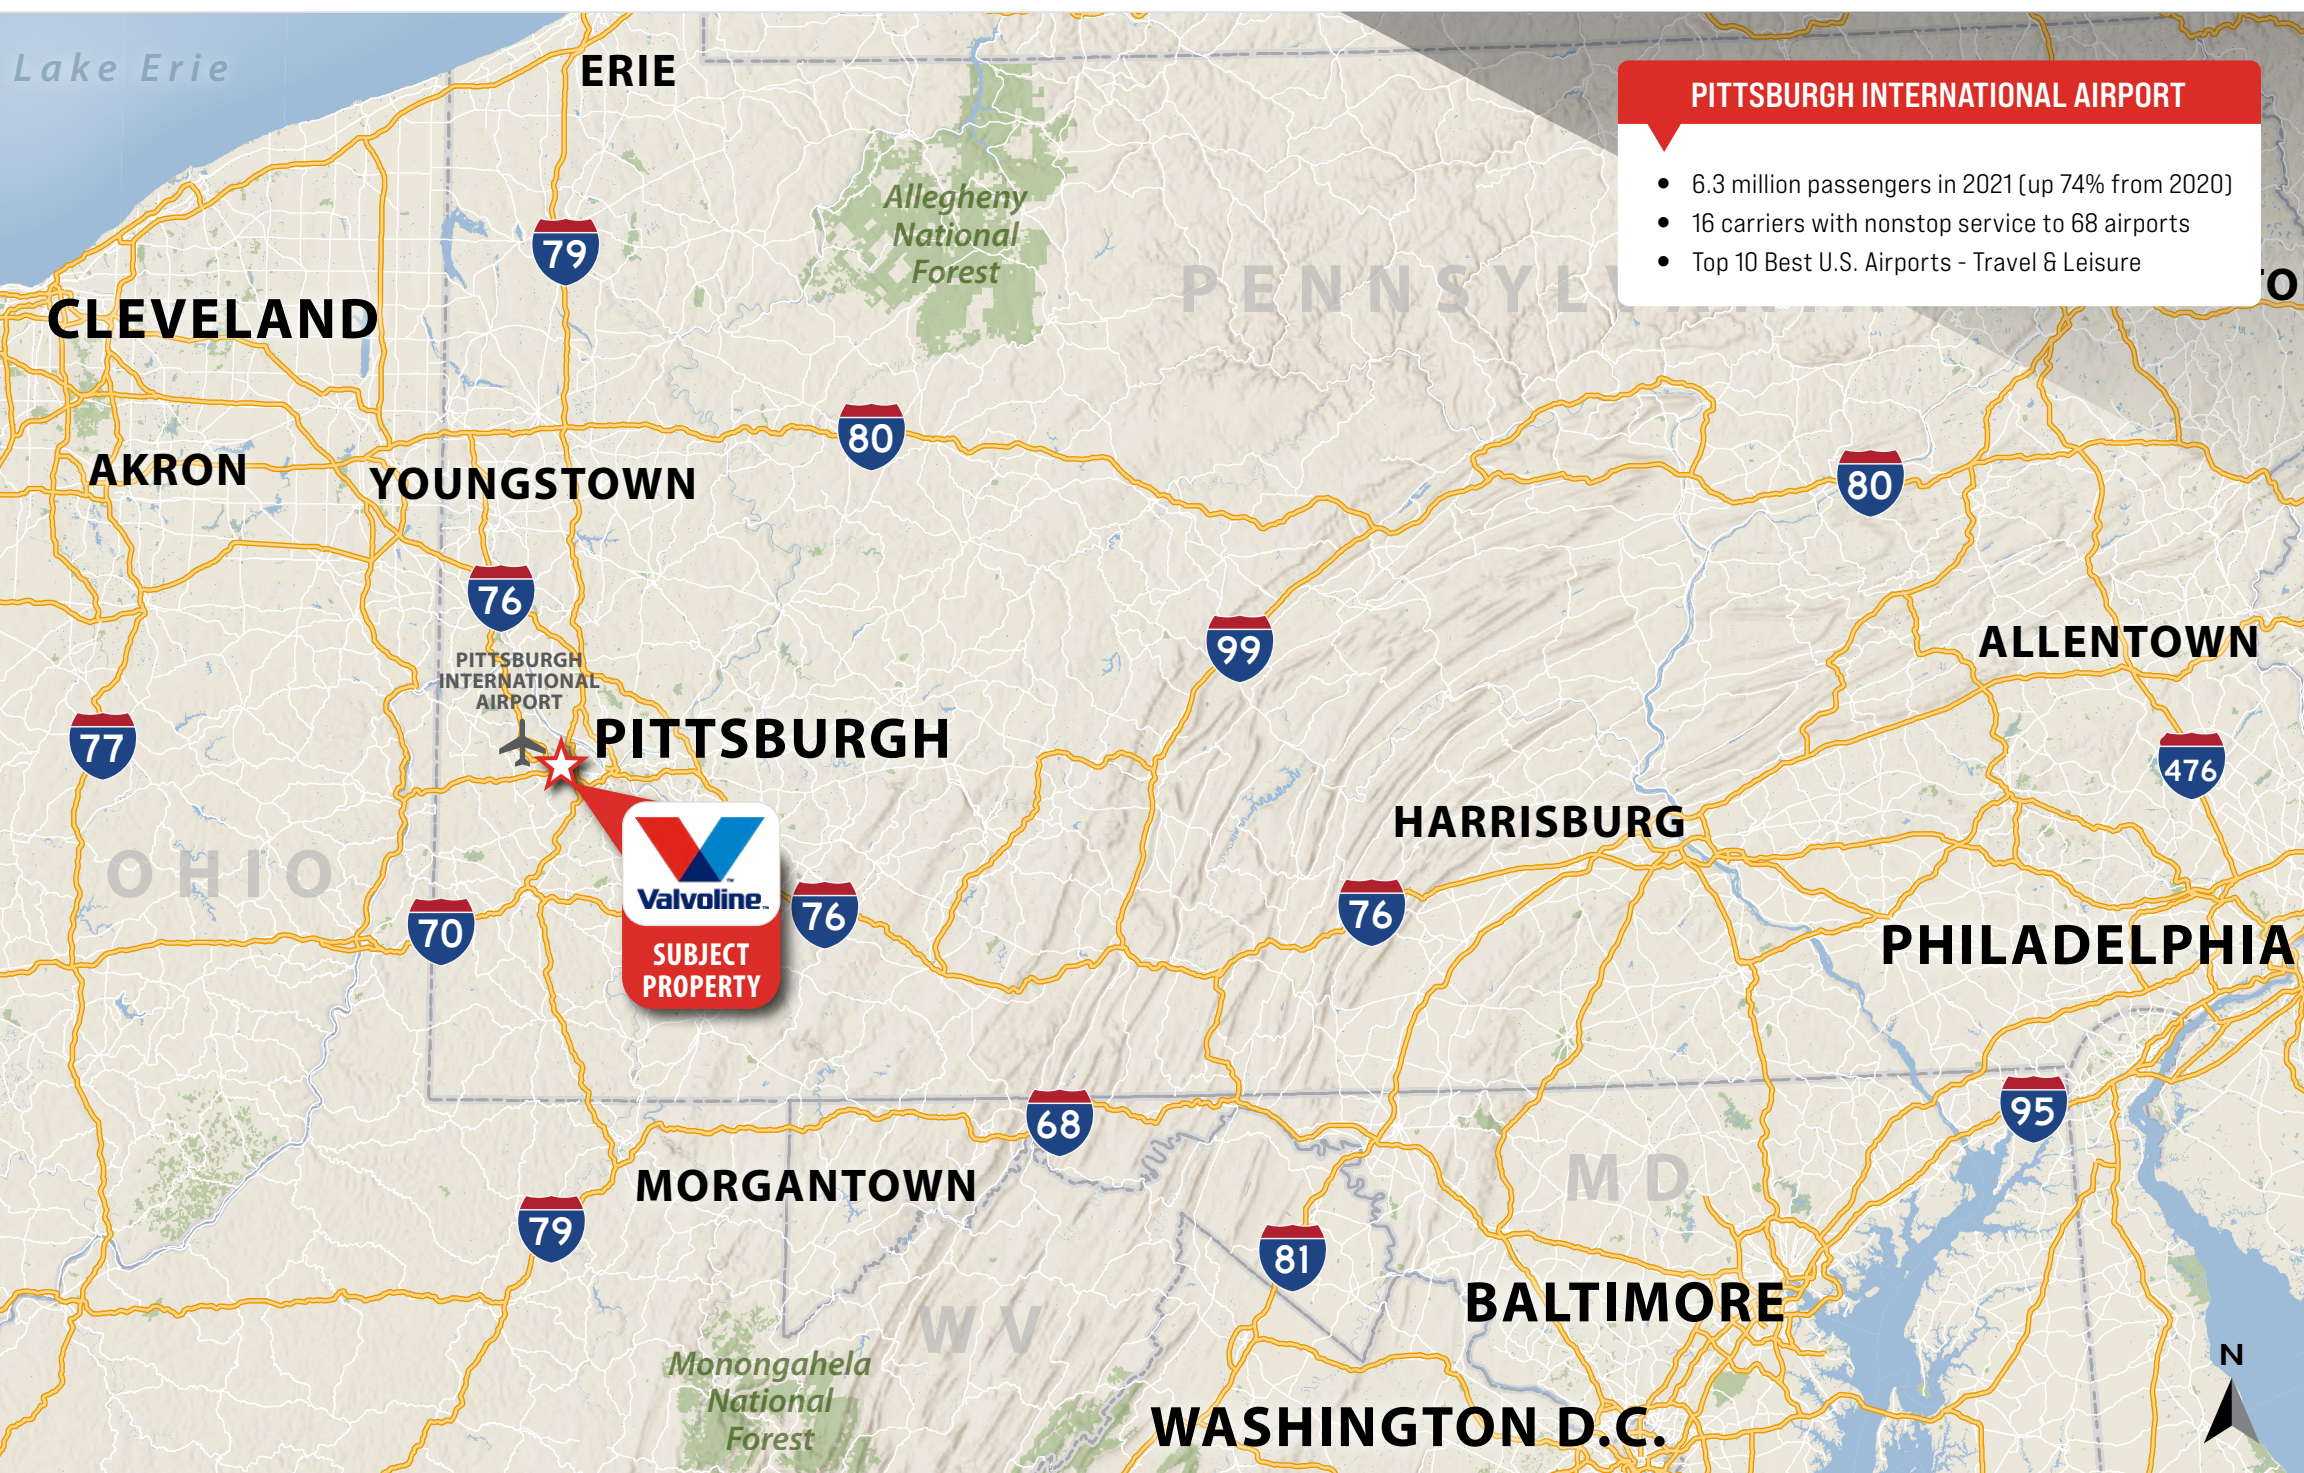 Lake Erie
ERIE
PITTSBURGH INTERNATIONAL AIRPORT
• 6.3 million passengers in 2021 (up 74% from 2020)
• 16 carriers with nonstop service to 68 airports
• Top 10 Best U.S. Airports - Travel & Leisure
Allegheny
National
Forest
79
PENNSYL
CLEVELAND
80
AKRON
YOUNGSTOWN
80
76
99
ALLENTOWN
PITTSBURGH
INTERNATIONAL
AIRPORT
77
PITTSBURGH
476
HARRISBURG
OHIO
Valvoline™
SUBJECT
PROPERTY
70
76
76
PHILADELPHIA
68
95
MORGANTOWN
MD
79
81
BALTIMORE
WV
Monongahela
National
Forest
WASHINGTON D.C.
N